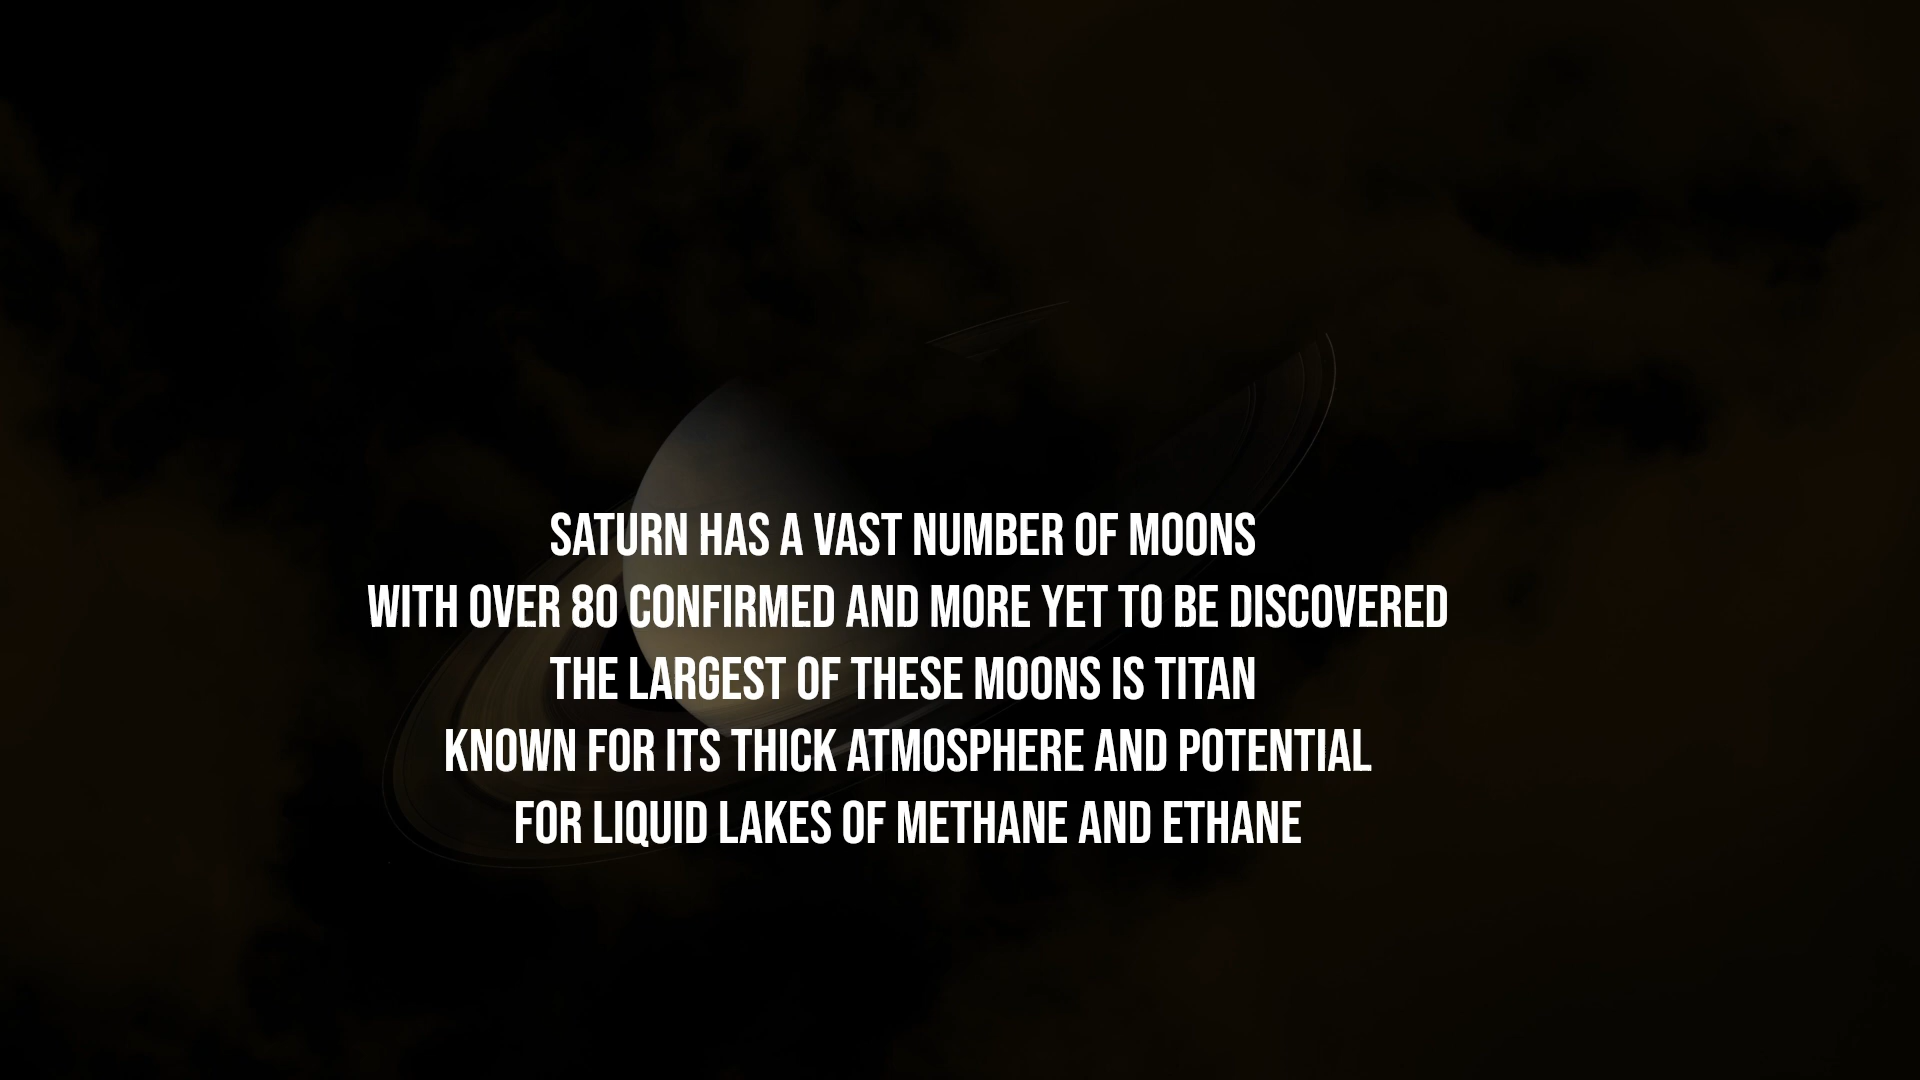 SATURN HAS A VAST NUMBER OF MOONS
WITH OVER 80 CONFIRMED AND MORE YET TO BE DISCOVERED
THE LARGEST OF THESE MOONS IS TITAN
KNOWN FOR ITS THICK ATMOSPHERE AND POTENTIAL
FOR LIQUID LAKES OF METHANE AND ETHANE